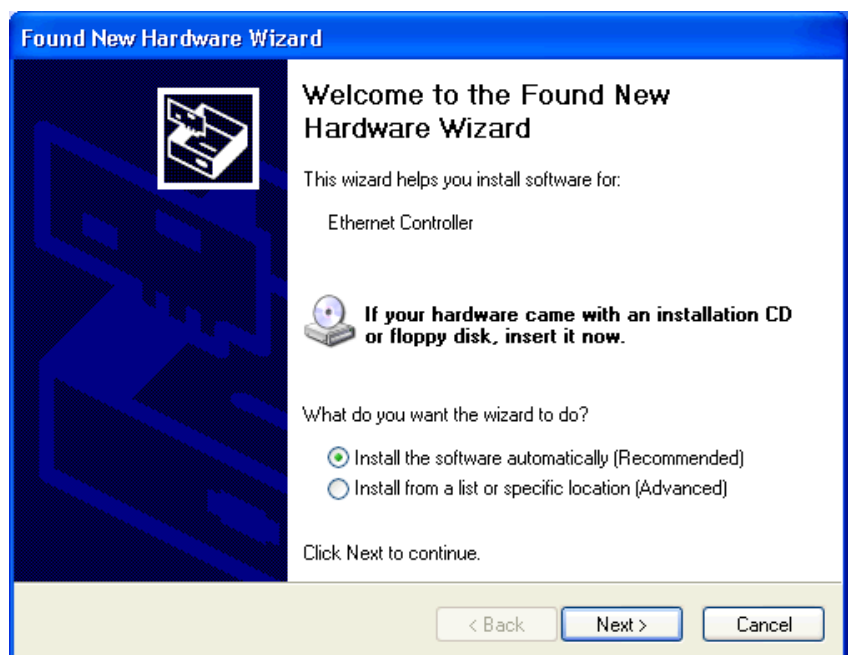 Found New Hardware Wizard
Welcome to the Found New
Hardware Wizard
This wizard helps you install software for:
Ethernet Controller
If your hardware came with an installation CD
or floppy disk, insert it now.
What do you want the wizard to do?
Install the software automatically (Recommended)
Install from a list or specific location (Advanced)
Click Next to continue.
< Back Next > Cancel